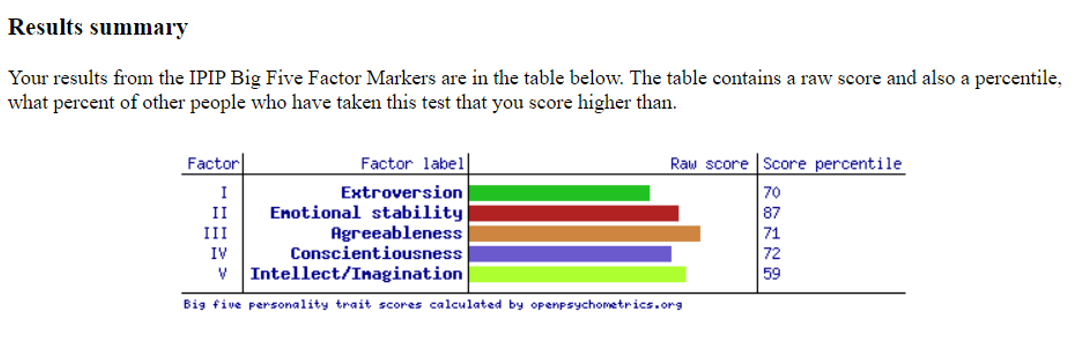 Results summary
Your results from the IPIP Big Five Factor Markers are in the table below. The table contains a raw score and also a percentile,
what percent of other people who have taken this test that you score higher than.
Factor Factor label Raw score Score percentile
I Extroversion 70
II Emotional stability 87
III Agreeableness 71
IV Conscientiousness 72
V Intellect/Imagination 59
Big five personality trait scores calculated by openpsychometrics.org